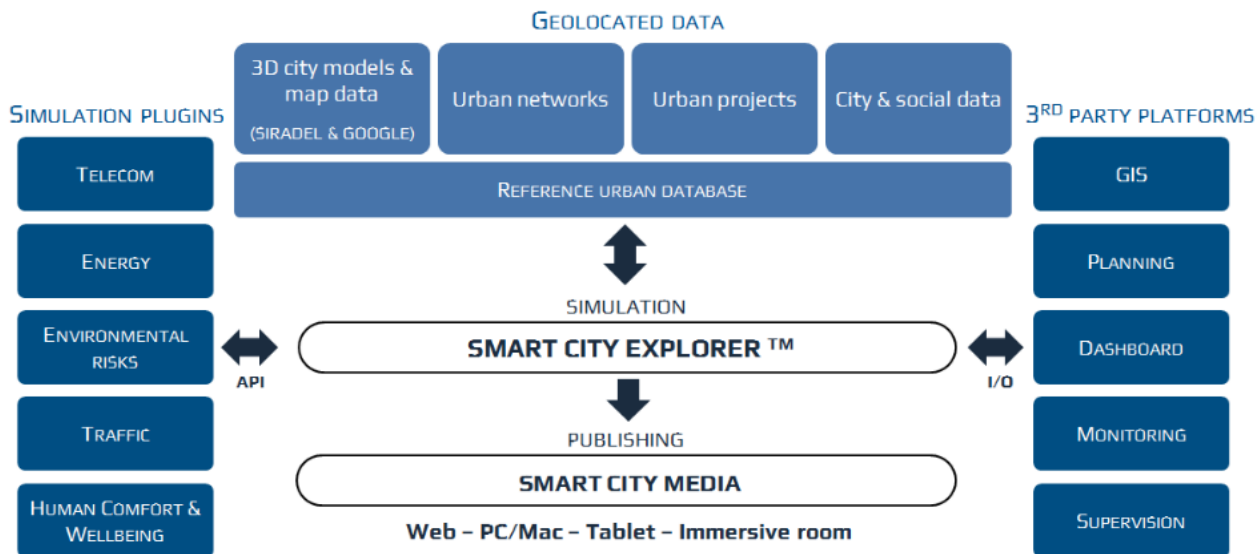 GEOLOCATED DATA
3D city models &
map data
(SIRADEL & GOOGLE)
Urban networks
Urban projects
City & social data
REFERENCE URBAN DATABASE
SIMULATION PLUGINS
TELECOM
ENERGY
ENVIRONMENTAL
RISKS
TRAFFIC
HUMAN COMFORT &
WELLBEING
API
SIMULATION
SMART CITY EXPLORER ™
PUBLISHING
SMART CITY MEDIA
Web – PC/Mac – Tablet – Immersive room
I/O
3RD PARTY PLATFORMS
GIS
PLANNING
DASHBOARD
MONITORING
SUPERVISION